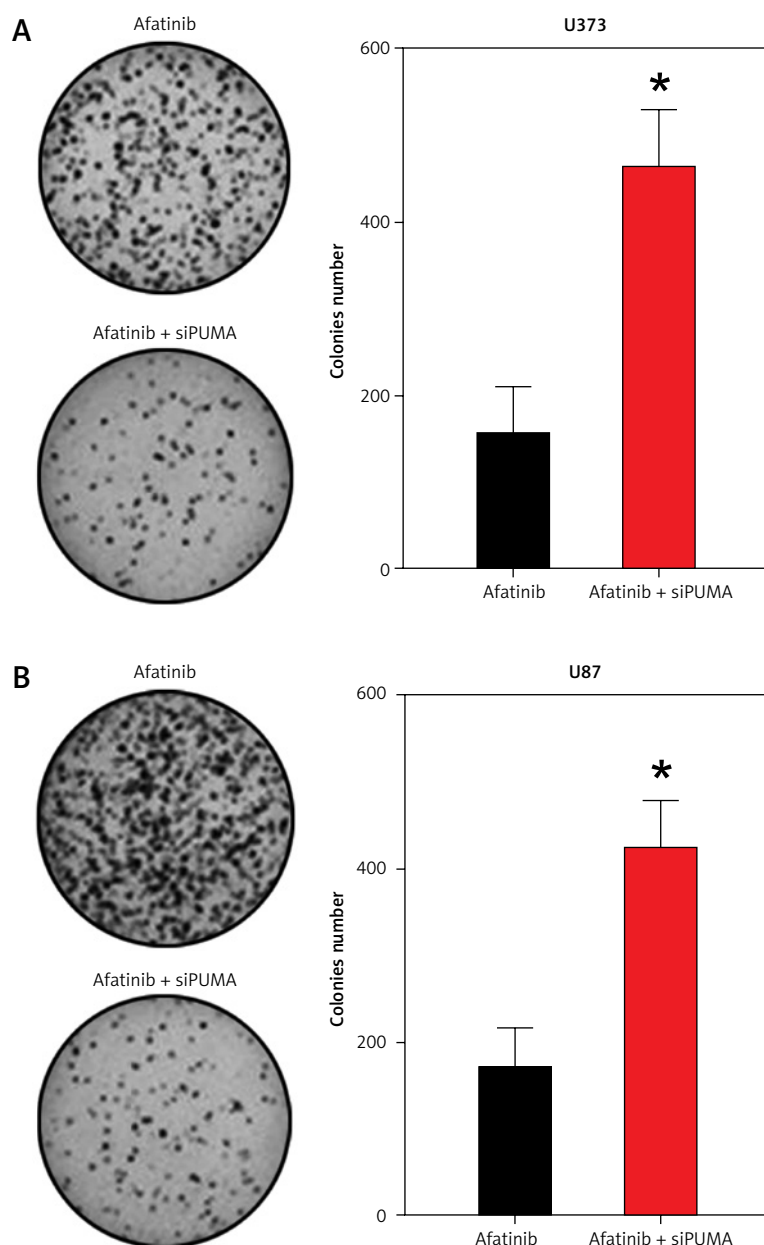 A
Afatinib
Afatinib + siPUMA
U373
*
600
400
200
0
Colonies number
Afatinib
Afatinib + siPUMA
B
Afatinib
Afatinib + siPUMA
U87
*
600
400
200
0
Colonies number
Afatinib
Afatinib + siPUMA